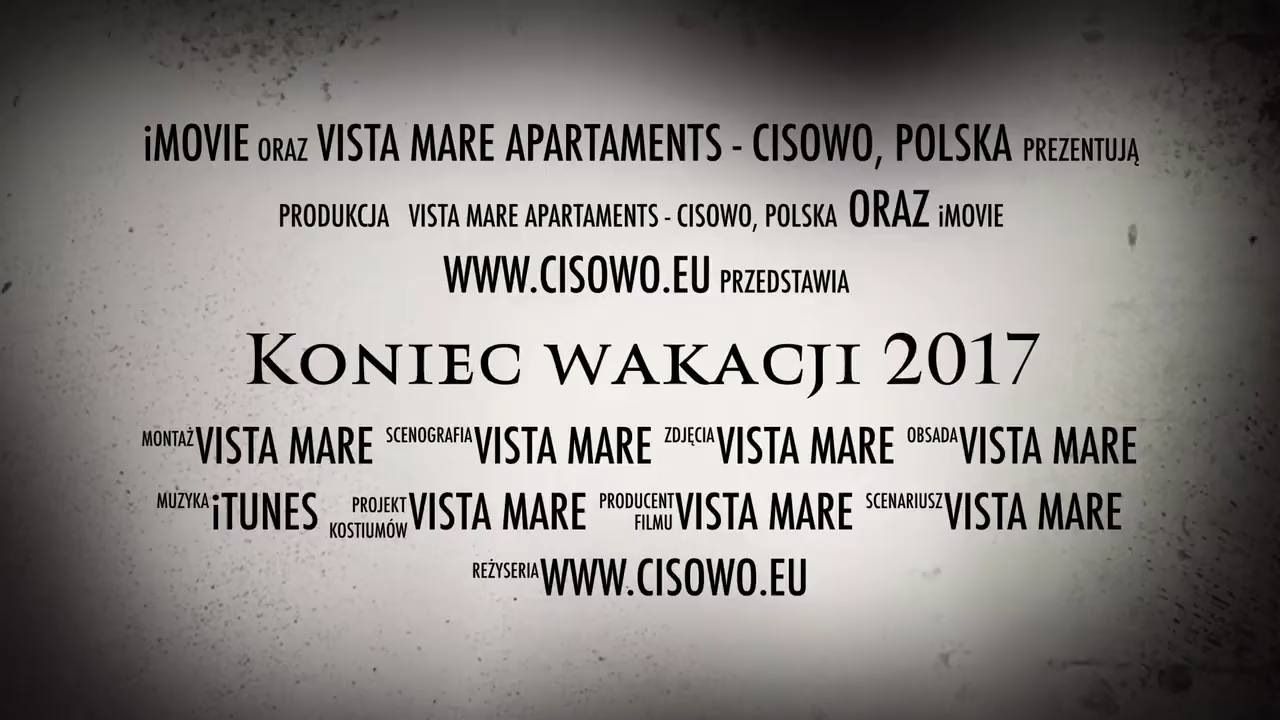 iMOVIE ORAZ VISTA MARE APARTAMENTS - CISOWO, POLSKA PREZENTUJĄ
PRODUKCJA VISTA MARE APARTAMENTS - CISOWO, POLSKA ORAZ iMOVIE
WWW.CISOWO.EU PRZEDSTAWIA
KONIEC WAKACJI 2017
MONTAŻ VISTA MARE SCENOGRAFIA VISTA MARE ZDJĘCIA VISTA MARE OBSADA VISTA MARE
MUZYKA iTUNES PROJEKT KOSTIUMÓW VISTA MARE PRODUCENT FILMU VISTA MARE SCENARIUSZ VISTA MARE
REŻYSERIA WWW.CISOWO.EU